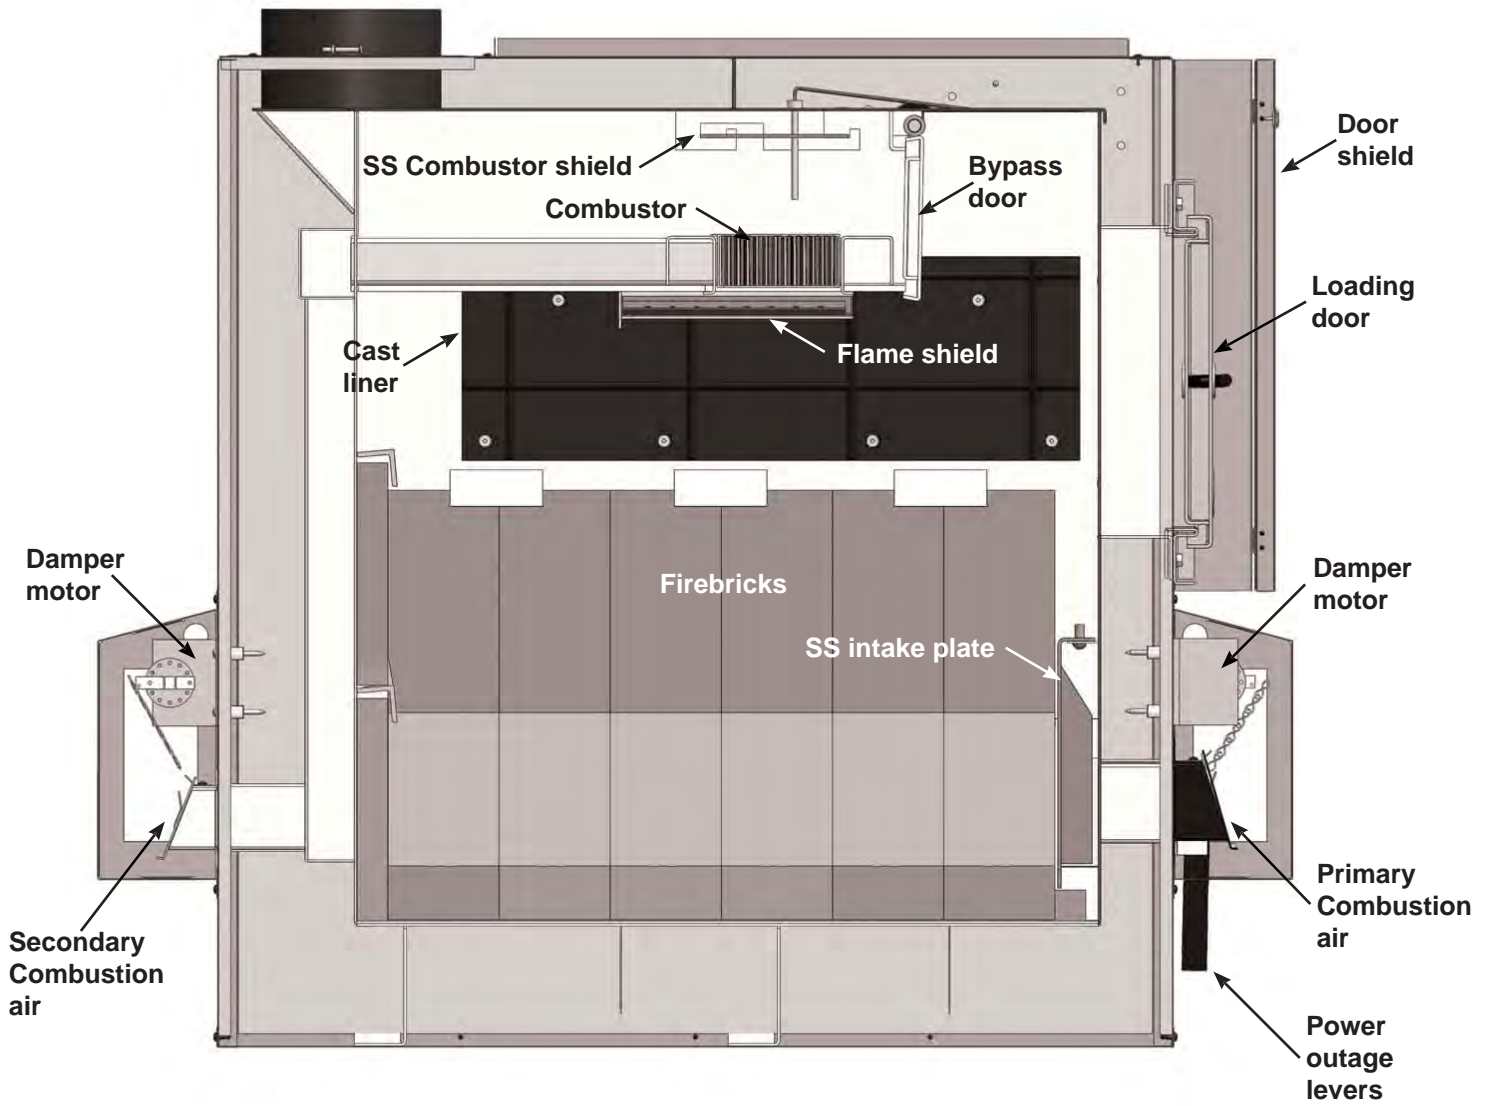 Door
shield
SS Combustor shield
Bypass
door
Combustor
Loading
door
Cast
liner
Flame shield
Damper
motor
Firebricks
Damper
motor
SS intake plate
Primary
Combustion
air
Secondary
Combustion
air
Power
outage
levers